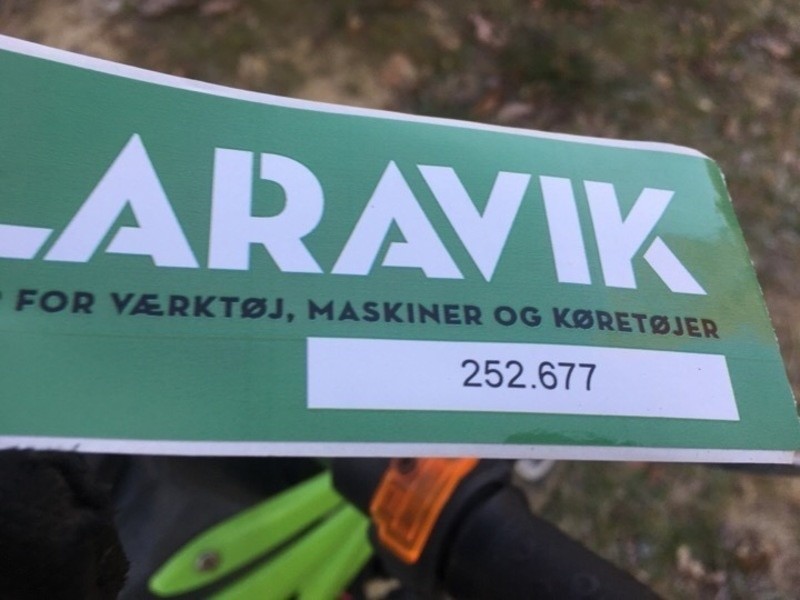 LARAVIK
FOR VÆRKTØJ, MASKINER OG KØRETØJER
252.677